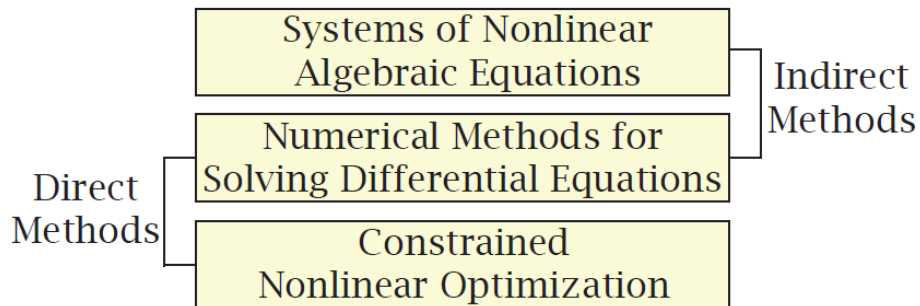 Systems of Nonlinear
Algebraic Equations
Indirect
Methods
Numerical Methods for
Solving Differential Equations
Direct
Methods
Constrained
Nonlinear Optimization